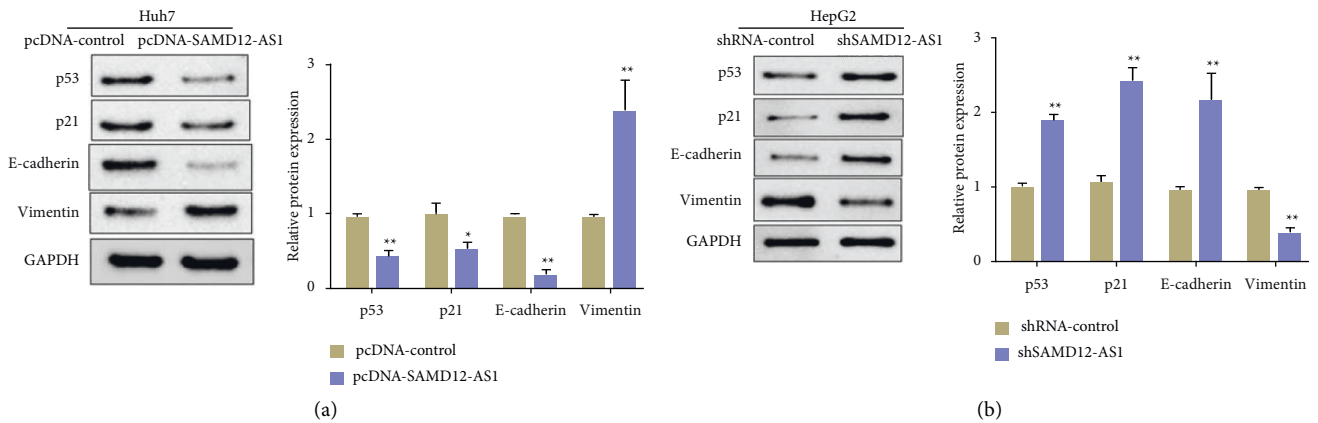 Huh7
pcDNA-control pcDNA-SAMD12-AS1
p53
p21
E-cadherin
Vimentin
GAPDH
Relative protein expression
3
2
1
0
**
*
**
**
p53 p21 E-cadherin Vimentin
pcDNA-control
pcDNA-SAMD12-AS1
(a)
HepG2
shRNA-control shSAMD12-AS1
p53
p21
E-cadherin
Vimentin
GAPDH
Relative protein expression
3
2
1
0
**
**
**
**
p53 p21 E-cadherin Vimentin
shRNA-control
shSAMD12-AS1
(b)